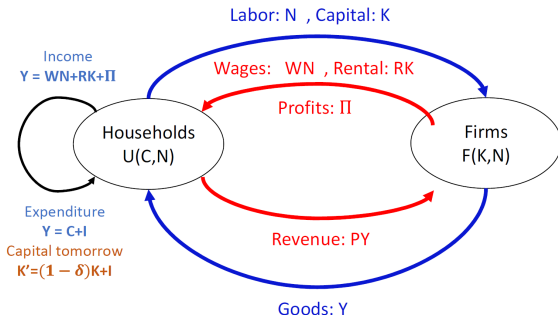 Labor: N , Capital: K
Income
Y = WN+RK+Π
Wages: WN , Rental: RK
Profits: Π
Households
U(C,N)
Firms
F(K,N)
Expenditure
Y = C+I
Capital tomorrow
K'=(1 − δ)K+I
Revenue: PY
Goods: Y